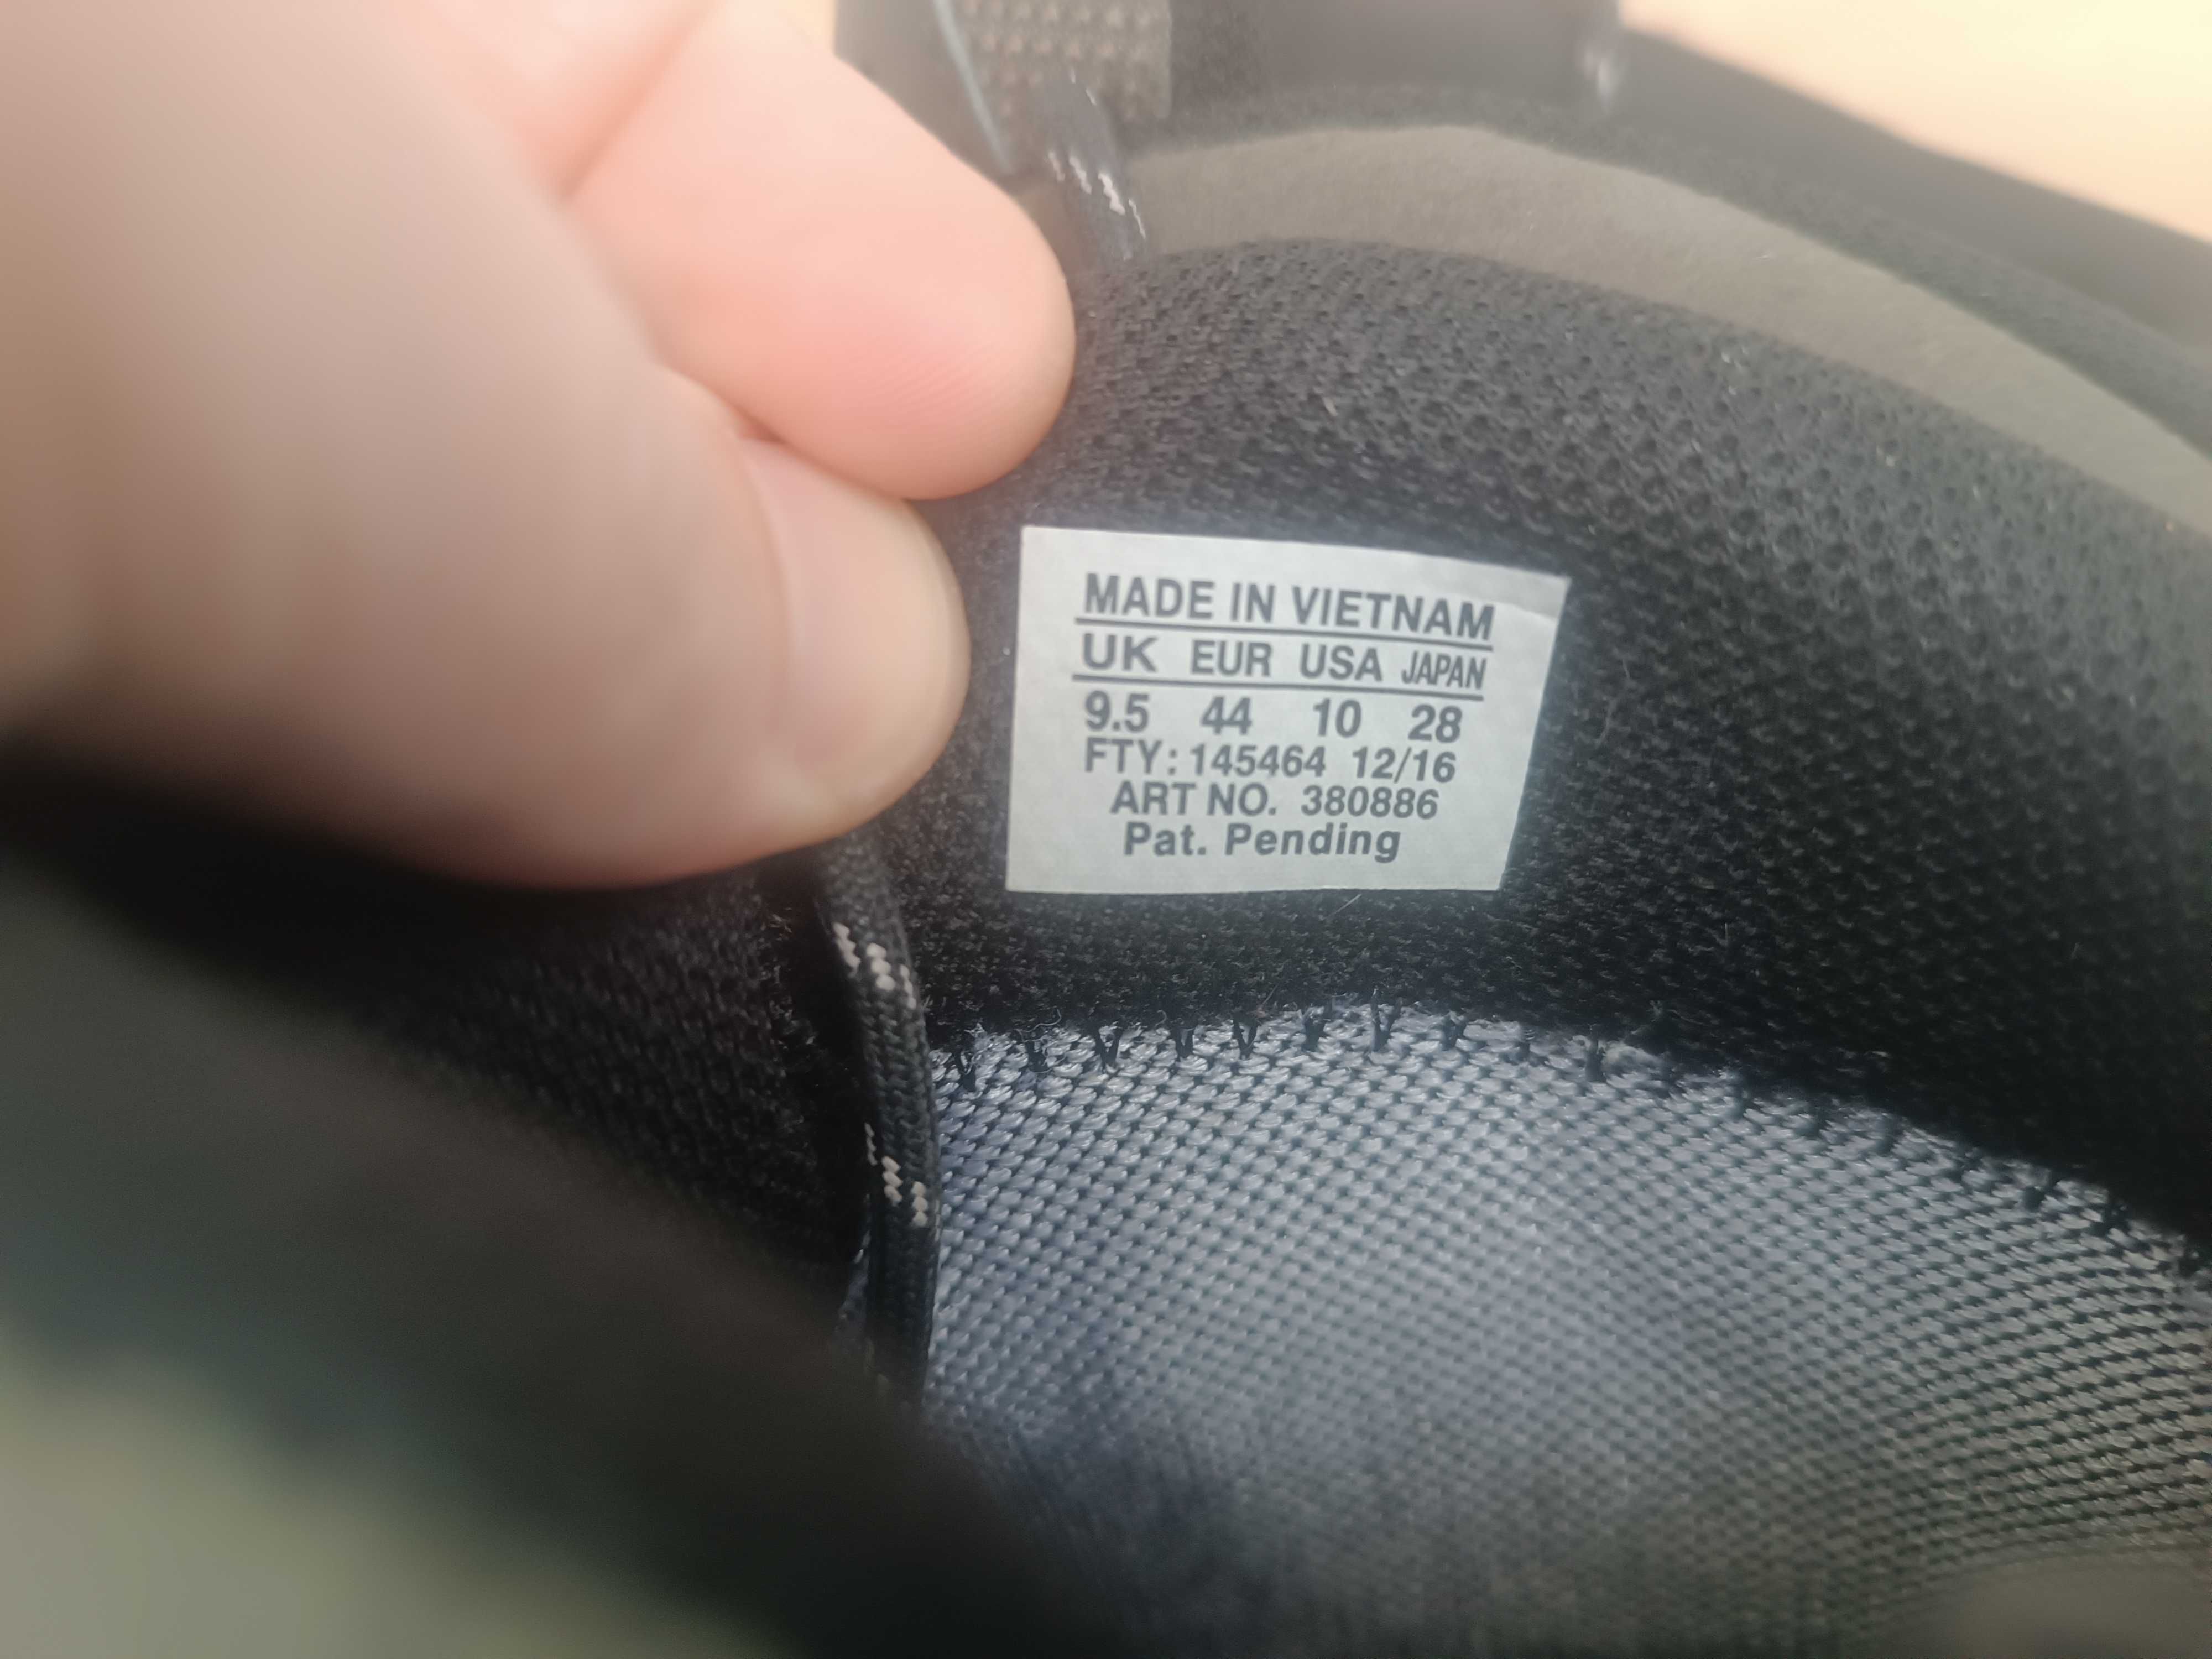 MADE IN VIETNAM
UK EUR USA JAPAN
9.5 44 10 28
FTY: 145464 12/16
ART NO. 380886
Pat. Pending